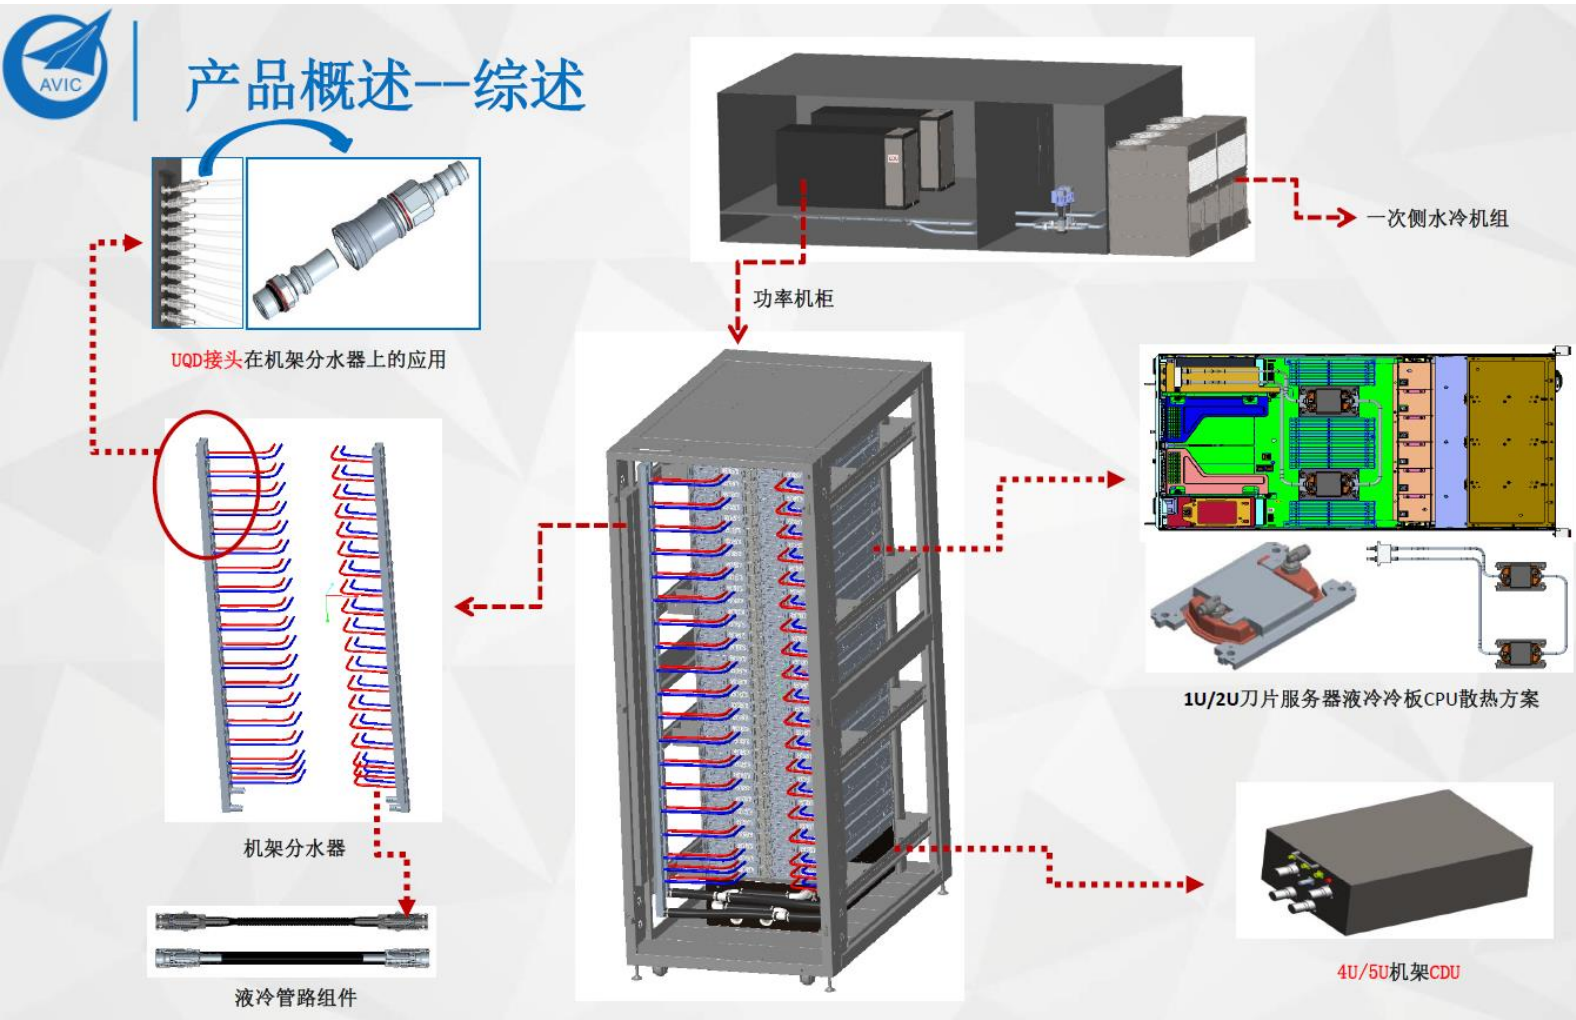 AVIC
产品概述--综述
一次侧水冷机组
功率机柜
UQD接头在机架分水器上的应用
1U/2U刀片服务器液冷冷板CPU散热方案
机架分水器
4U/5U机架CDU
液冷管路组件